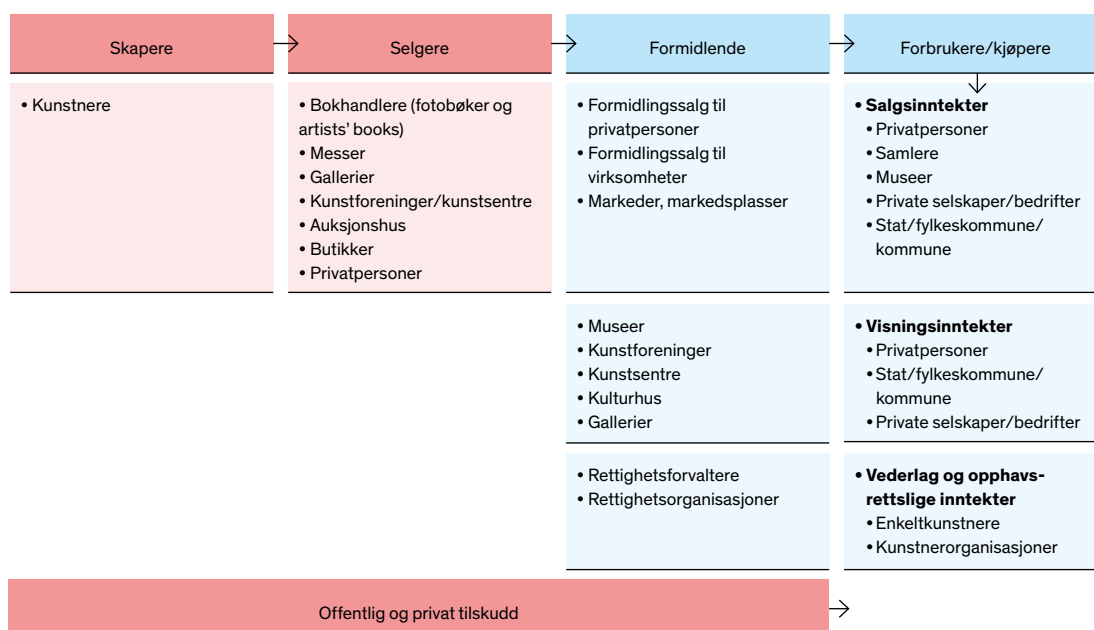 Skapere
Selgere
Formidlende
Forbrukere/kjøpere
• Kunstnere
• Bokhandlere (fotobøker og
artists’ books)
• Messer
• Gallerier
• Kunstforeninger/kunstsentre
• Auksjonshus
• Butikker
• Privatpersoner
• Formidlingssalg til
privatpersoner
• Formidlingssalg til
virksomheter
• Markeder, markedsplasser
• Salgsinntekter
• Privatpersoner
• Samlere
• Museer
• Private selskaper/bedrifter
• Stat/fylkeskommune/
kommune
• Museer
• Kunstforeninger
• Kunstsentre
• Kulturhus
• Gallerier
• Visningsinntekter
• Privatpersoner
• Stat/fylkeskommune/
kommune
• Private selskaper/bedrifter
• Rettighetsforvaltere
• Rettighetsorganisasjoner
• Vederlag og opphavs-
rettslige inntekter
• Enkeltkunstnere
• Kunstnerorganisasjoner
Offentlig og privat tilskudd